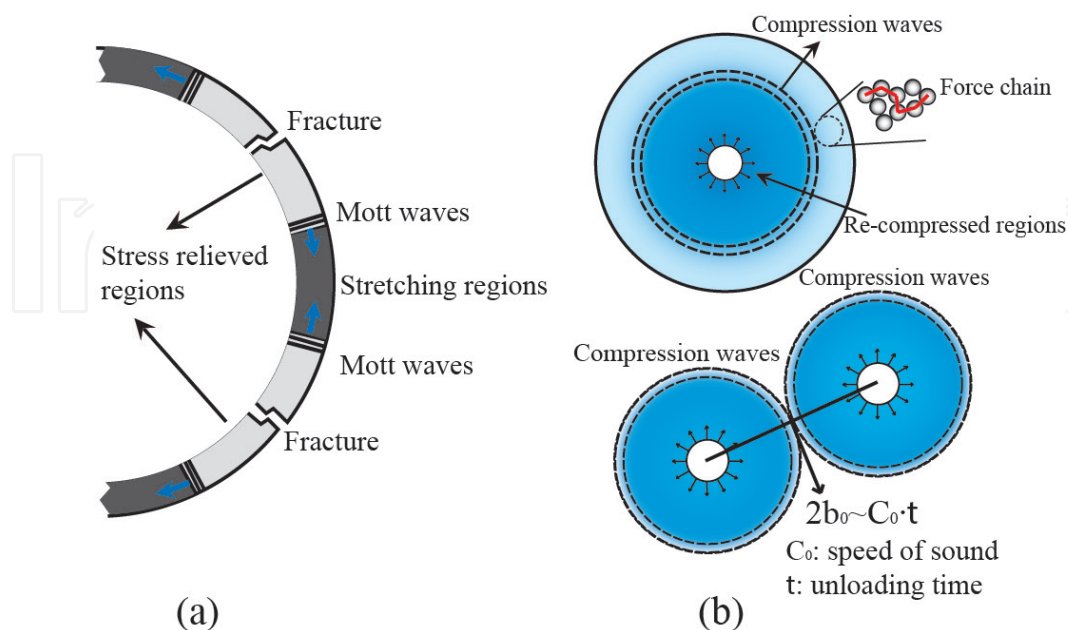 Fracture
Mott waves
Stress relieved
regions
Stretching regions
Mott waves
Fracture
(a)
Compression waves
Force chain
Re-compressed regions
Compression waves
Compression waves
2b₀~C₀·t
C₀: speed of sound
t: unloading time
(b)